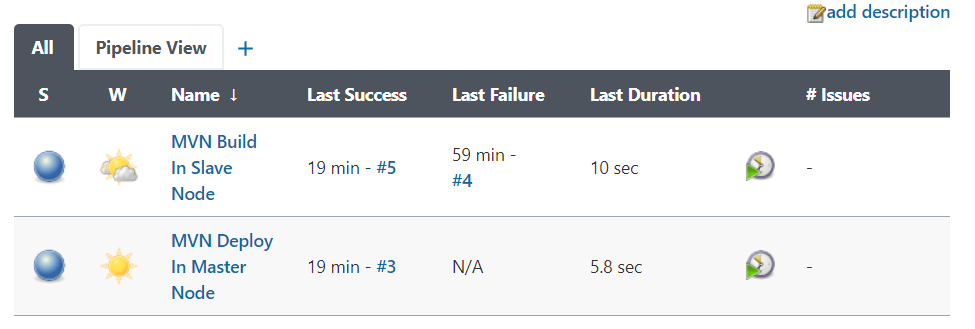 add description
All Pipeline View +
S W Name ↓ Last Success Last Failure Last Duration # Issues
MVN Build
In Slave
Node
19 min - #5
59 min -
#4
10 sec
-
MVN Deploy
In Master
Node
19 min - #3
N/A
5.8 sec
-